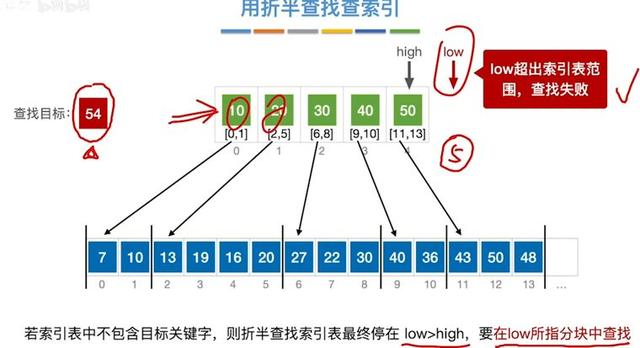 用折半查找查索引
high low
low超出索引表范
围，查找失败
查找目标: 54
10 20 30 40 50
[0,1] [2,5] [6,8] [9,10] [11,13]
0 1 2 3 4
5
7 10 13 19 16 20 27 22 30 40 36 43 50 48
0 1 2 3 4 5 6 7 8 9 10 11 12 13 ...
若索引表中不包含目标关键字，则折半查找索引表最终停在 low>high，要在low所指分块中查找